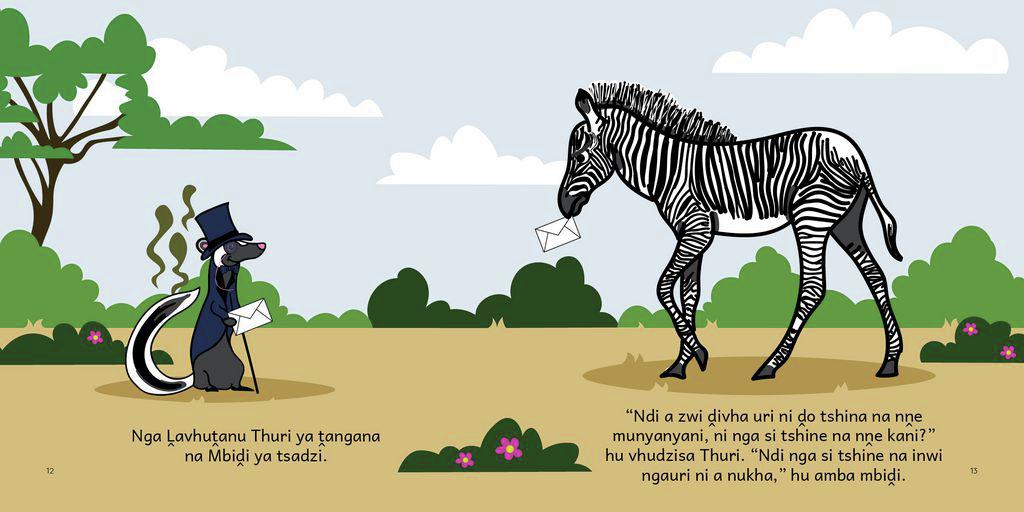 Nga Ḽavhuṱanu Thuri ya ṱangana
na Mbiḓi ya tsadzi.
12
“Ndi a zwi ḓivha uri ni ḓo tshina na nṋe
munyanyani, ni nga si tshine na nṋe kani?”
hu vhudzisa Thuri. “Ndi nga si tshine na inwi
ngauri ni a nukha,” hu amba mbiḓi.
13